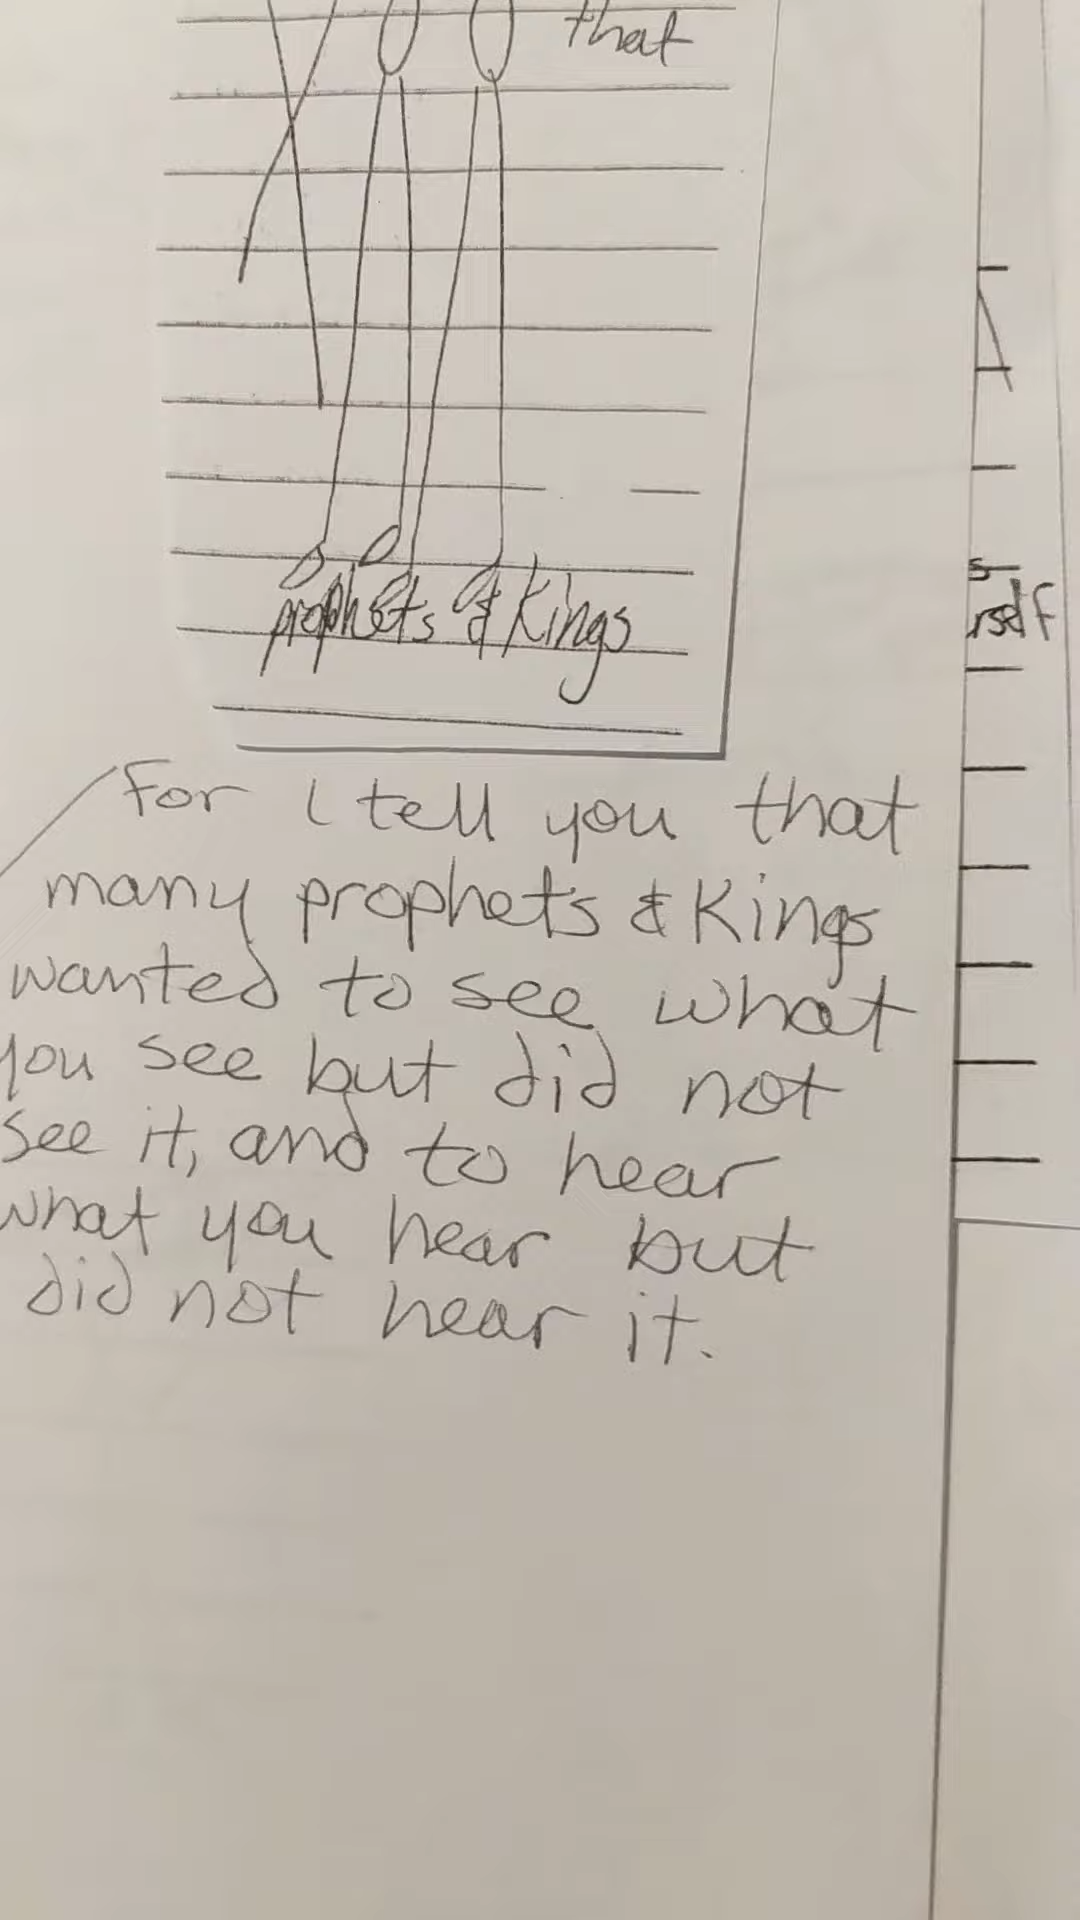 that
prophets & Kings
s
rself
For I tell you that
many prophets & Kings
wanted to see what
you see but did not
see it, and to hear
what you hear but
did not hear it.